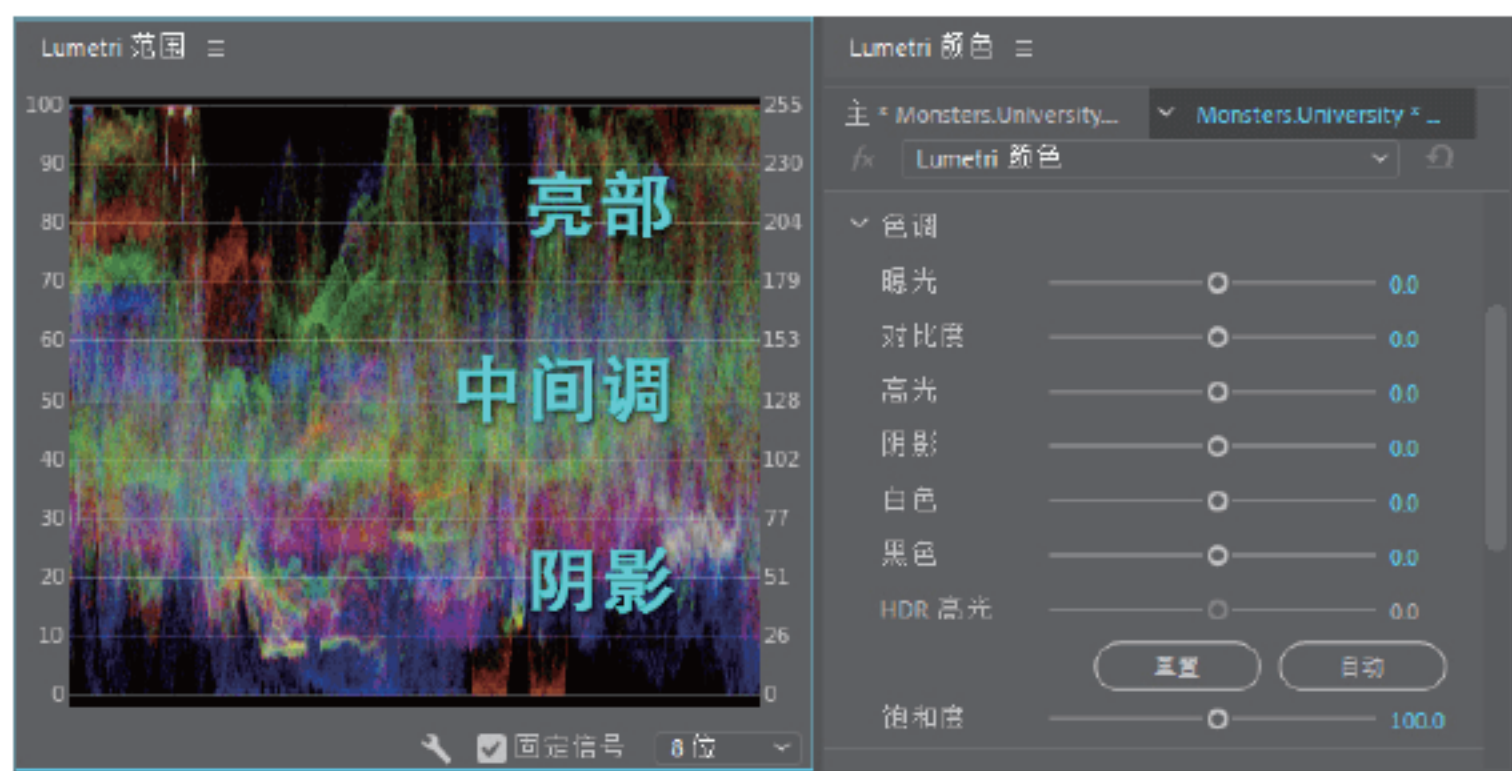 Lumetri 范围
100
255
90
230
亮部
80
204
70
179
60
153
中间调
50
128
40
102
30
77
阴影
20
51
10
26
0
0
固定信号
8 位
Lumetri 颜色
主 * Monsters.University...
Monsters.University * ...
fx
Lumetri 颜色
色调
曝光
0.0
对比度
0.0
高光
0.0
阴影
0.0
白色
0.0
黑色
0.0
HDR 高光
0.0
重置
自动
饱和度
100.0